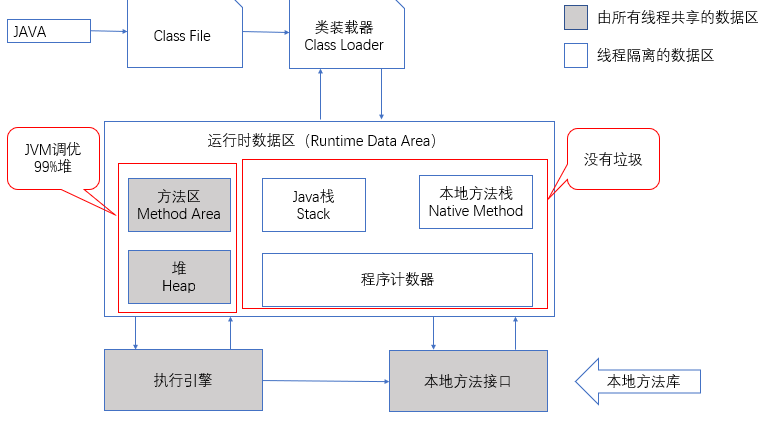 JAVA
Class File
类装载器
Class Loader
由所有线程共享的数据区
线程隔离的数据区
运行时数据区（Runtime Data Area）
JVM调优
99%堆
没有垃圾
方法区
Method Area
Java栈
Stack
本地方法栈
Native Method
堆
Heap
程序计数器
执行引擎
本地方法接口
本地方法库